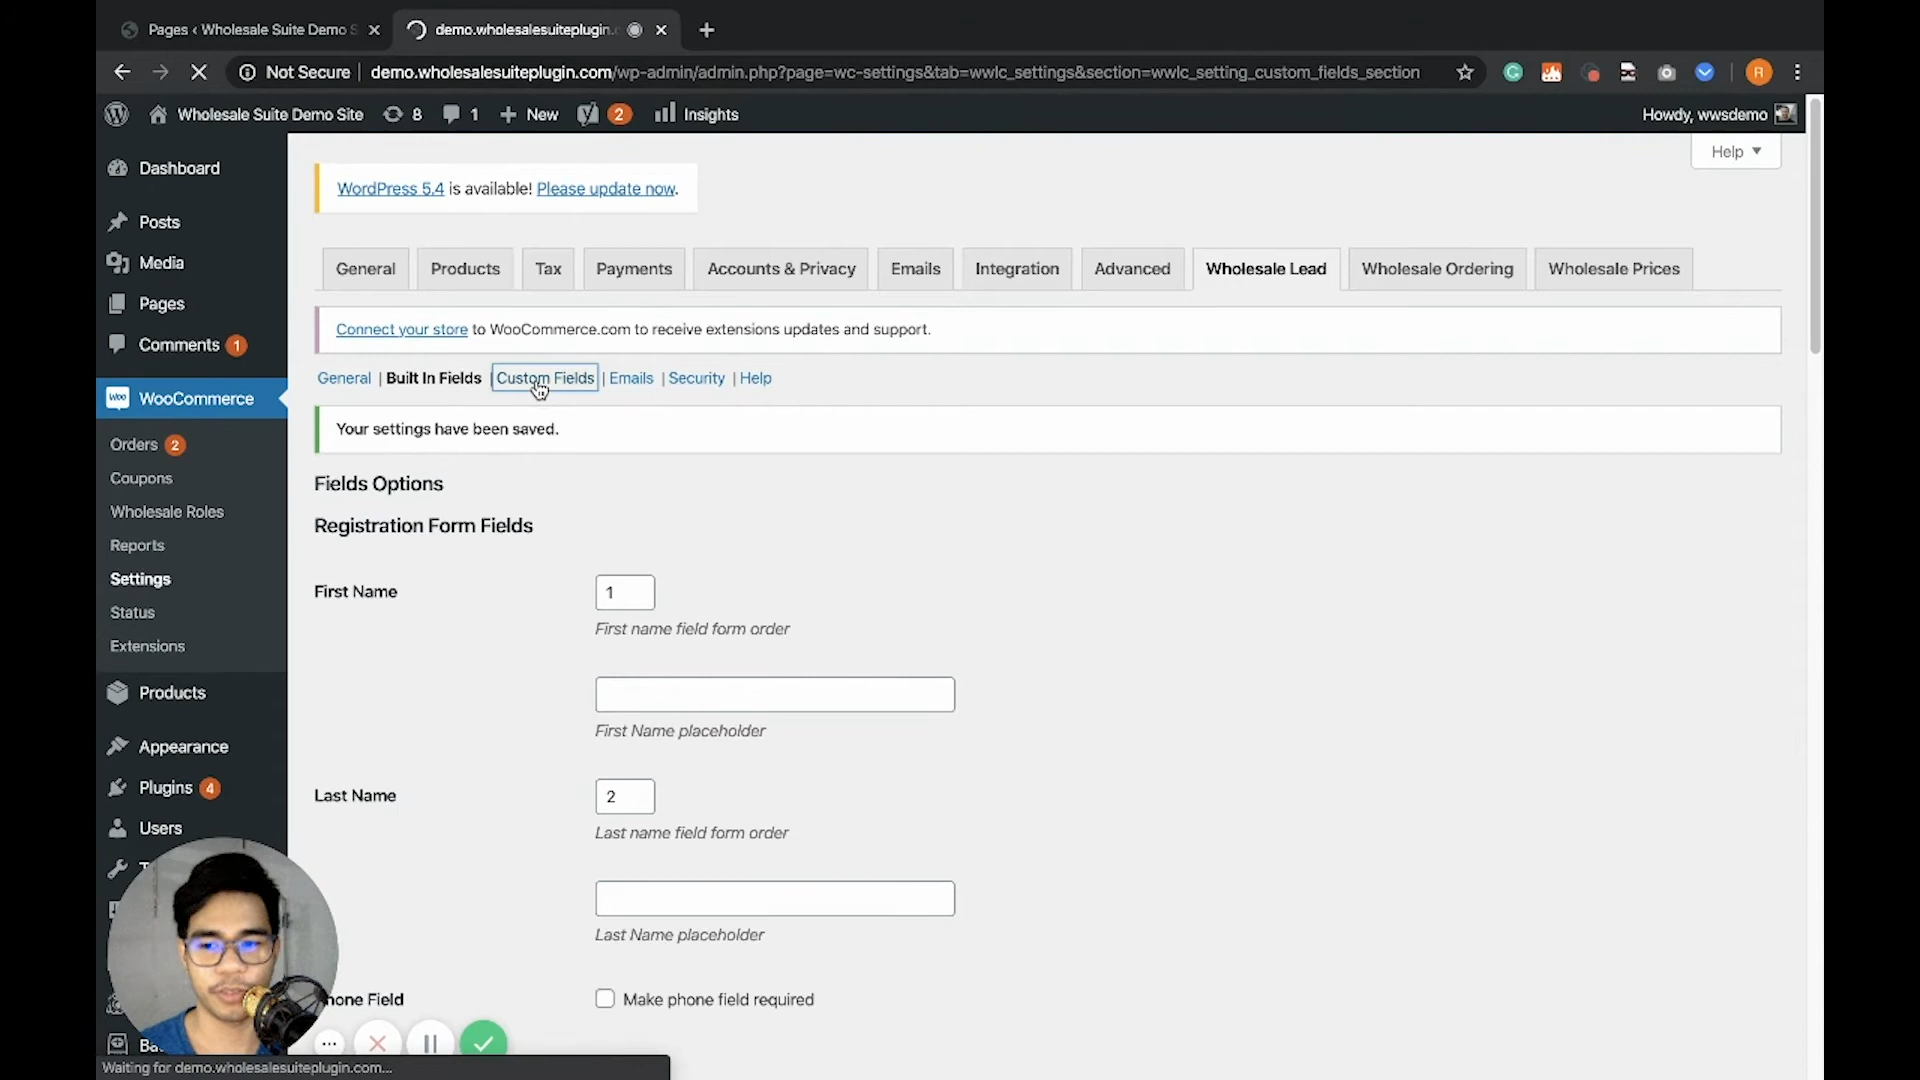 Pages ‹ Wholesale Suite Demo S
demo.wholesalesuiteplugin.
Not Secure demo.wholesalesuiteplugin.com/wp-admin/admin.php?page=wc-settings&tab=wwlc_settings&section=wwlc_setting_custom_fields_section
R
Wholesale Suite Demo Site 8 1 + New 2 Insights
Howdy, wwsdemo
Help
Dashboard
Posts
Media
Pages
Comments 1
WooCommerce
Orders 2
Coupons
Wholesale Roles
Reports
Settings
Status
Extensions
Products
Appearance
Plugins 4
Users
WordPress 5.4 is available! Please update now.
General Products Tax Payments Accounts & Privacy Emails Integration Advanced Wholesale Lead Wholesale Ordering Wholesale Prices
Connect your store to WooCommerce.com to receive extensions updates and support.
General | Built In Fields | Custom Fields | Emails | Security | Help
Your settings have been saved.
Fields Options
Registration Form Fields
First Name 1
First name field form order
First Name placeholder
Last Name 2
Last name field form order
Last Name placeholder
hone Field Make phone field required
Ba
Waiting for demo.wholesalesuiteplugin.com...